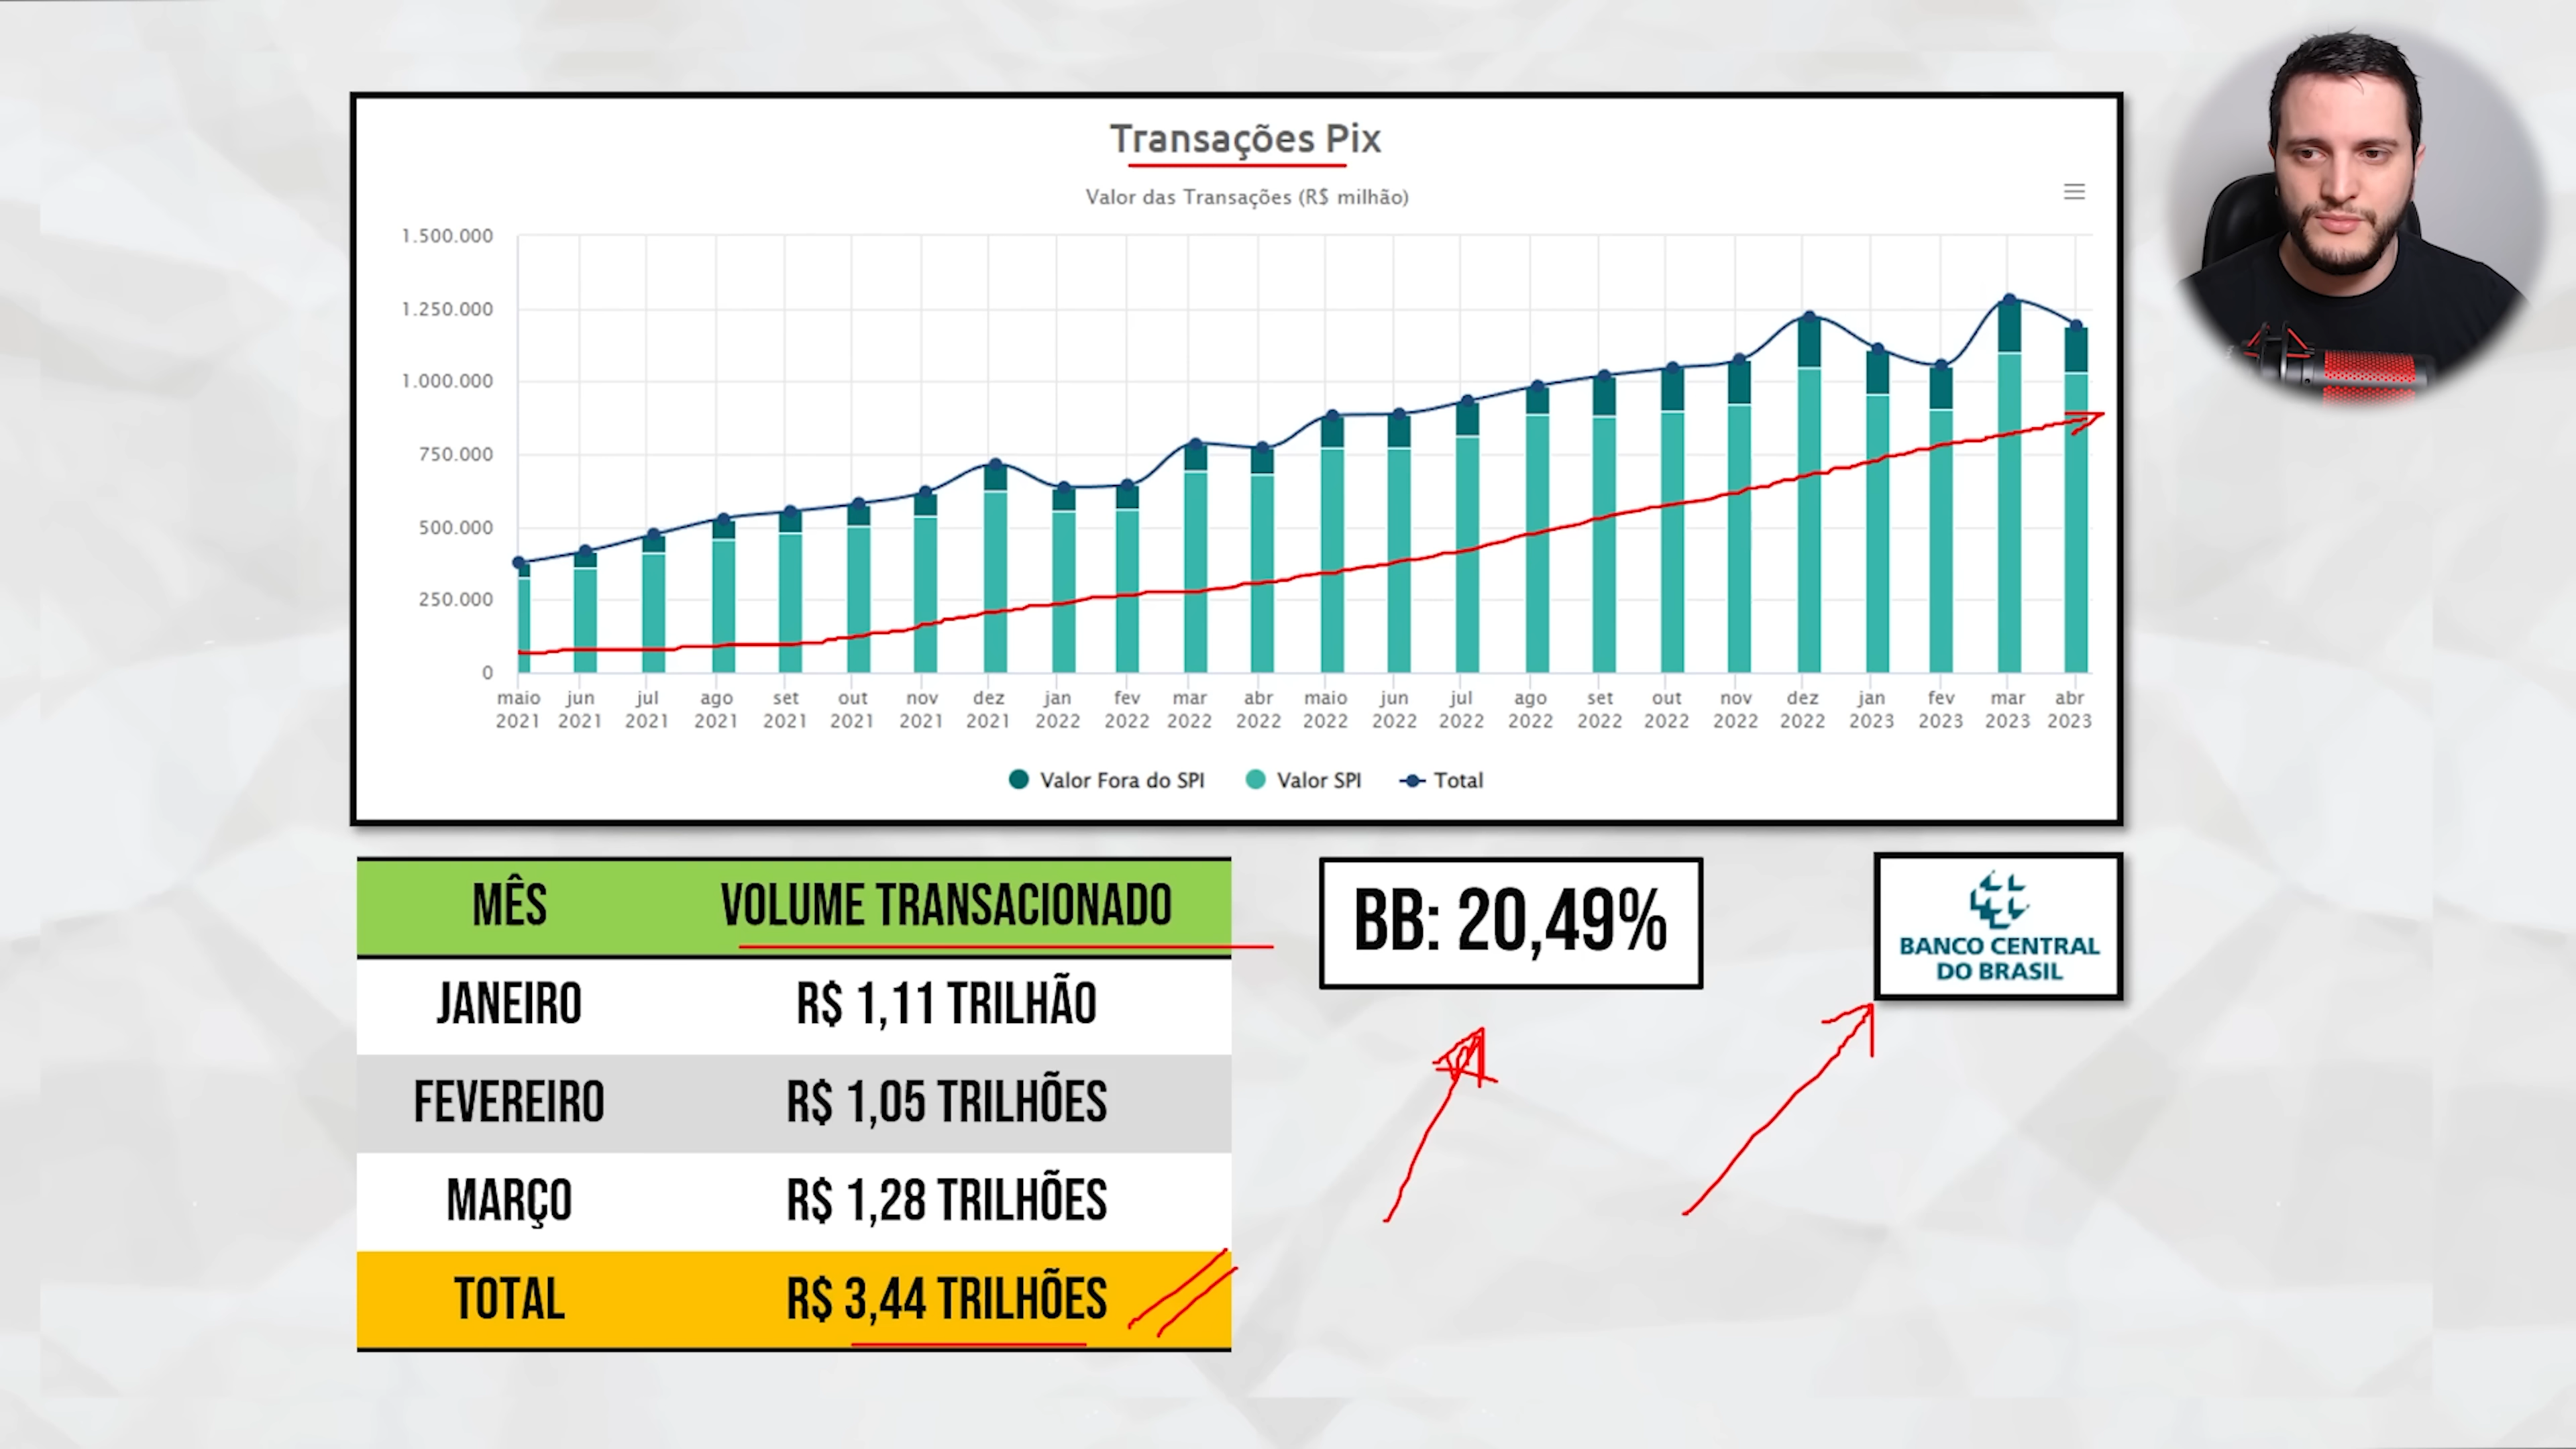 Transações Pix
Valor das Transações (R$ milhão)
1.500.000
1.250.000
1.000.000
750.000
500.000
250.000
0
maio jun jul ago set out nov dez jan fev mar abr maio jun jul ago set out nov dez jan fev mar abr
2021 2021 2021 2021 2021 2021 2021 2021 2022 2022 2022 2022 2022 2022 2022 2022 2022 2022 2022 2022 2023 2023 2023 2023
Valor Fora do SPI Valor SPI Total
MÊS VOLUME TRANSACIONADO
JANEIRO R$ 1,11 TRILHÃO
FEVEREIRO R$ 1,05 TRILHÕES
MARÇO R$ 1,28 TRILHÕES
TOTAL R$ 3,44 TRILHÕES
BB: 20,49%
BANCO CENTRAL
DO BRASIL